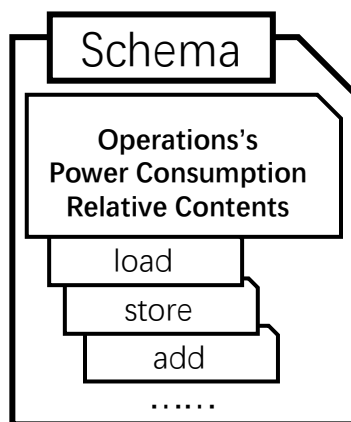 Schema
Operations's
Power Consumption
Relative Contents
load
store
add
……